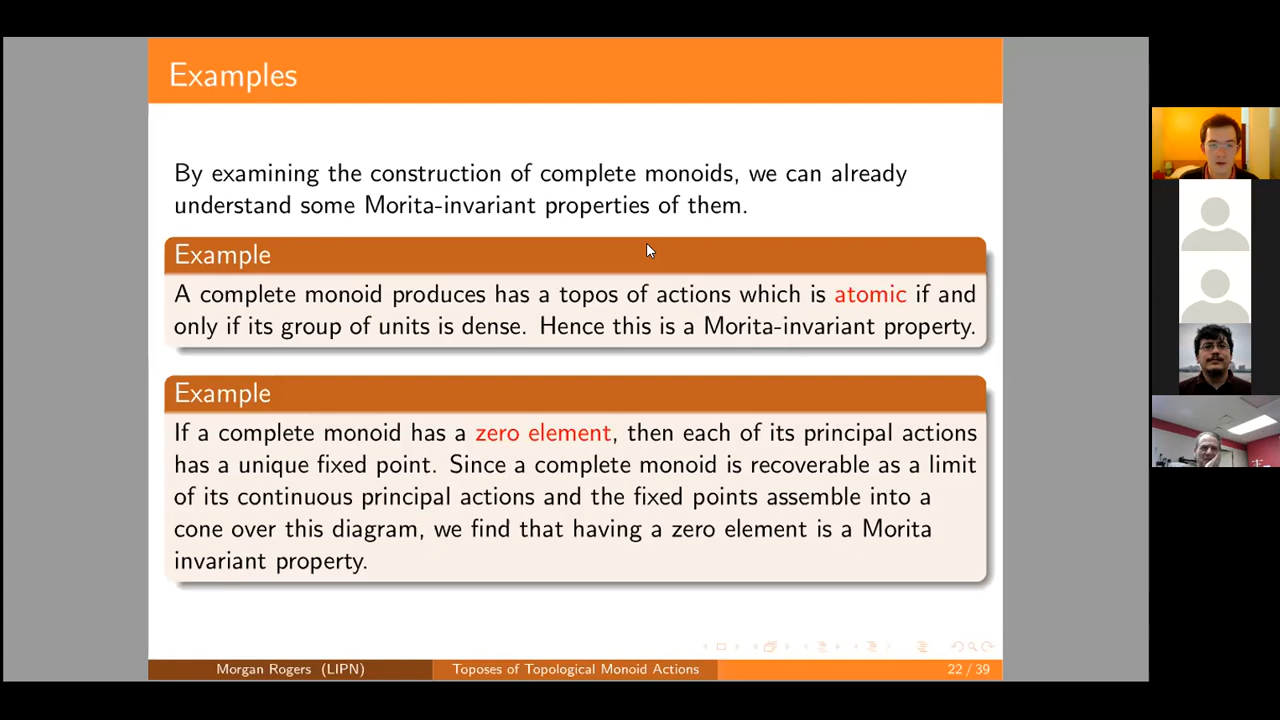 Examples
By examining the construction of complete monoids, we can already
understand some Morita-invariant properties of them.
Example
A complete monoid produces has a topos of actions which is atomic if and
only if its group of units is dense. Hence this is a Morita-invariant property.
Example
If a complete monoid has a zero element, then each of its principal actions
has a unique fixed point. Since a complete monoid is recoverable as a limit
of its continuous principal actions and the fixed points assemble into a
cone over this diagram, we find that having a zero element is a Morita
invariant property.
Morgan Rogers (LIPN)
Toposes of Topological Monoid Actions
22 / 39